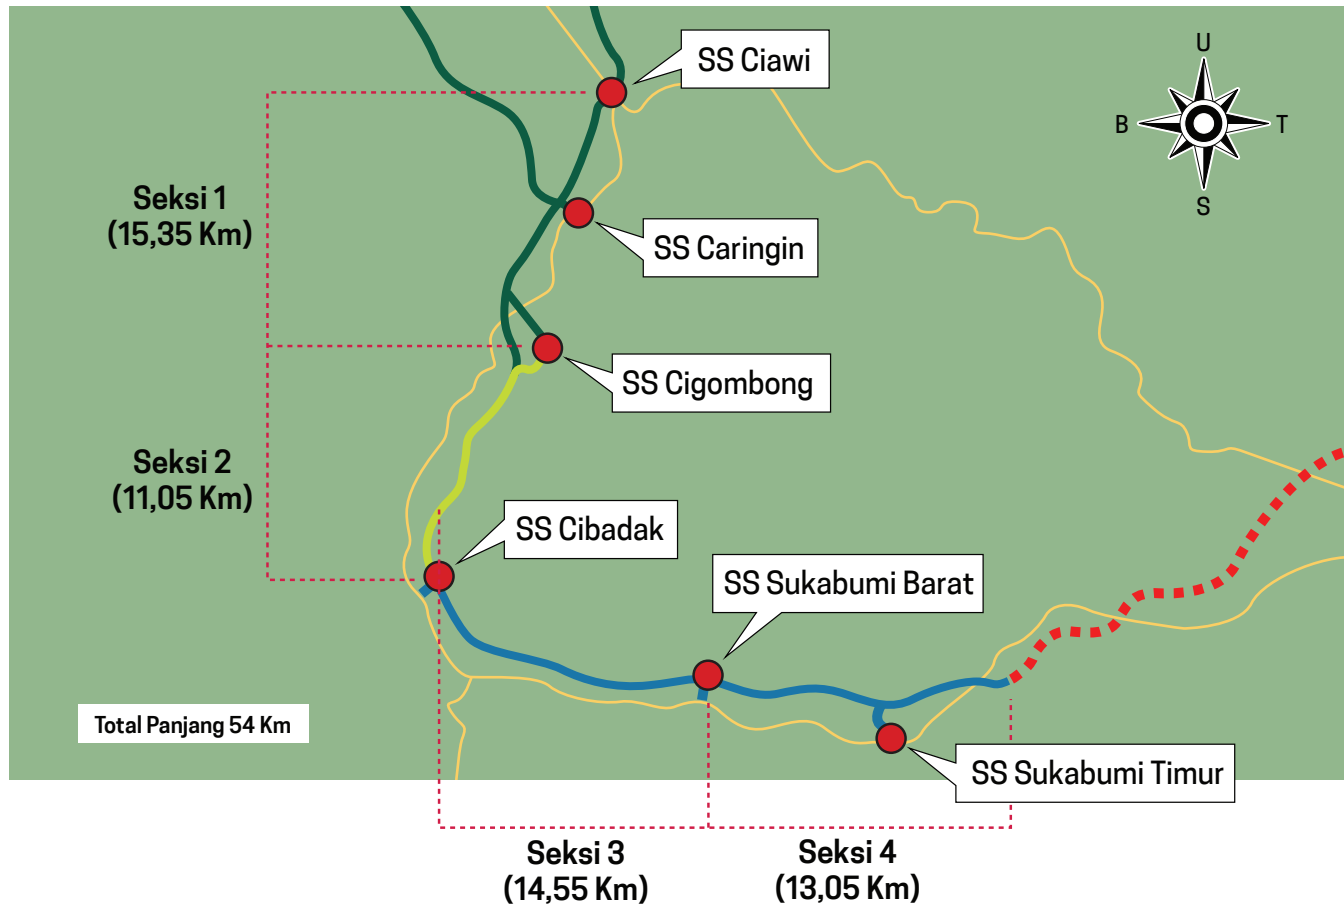 SS Ciawi
U
B
T
S
Seksi 1
(15,35 Km)
SS Caringin
SS Cigombong
Seksi 2
(11,05 Km)
SS Cibadak
SS Sukabumi Barat
Total Panjang 54 Km
SS Sukabumi Timur
Seksi 3
(14,55 Km)
Seksi 4
(13,05 Km)